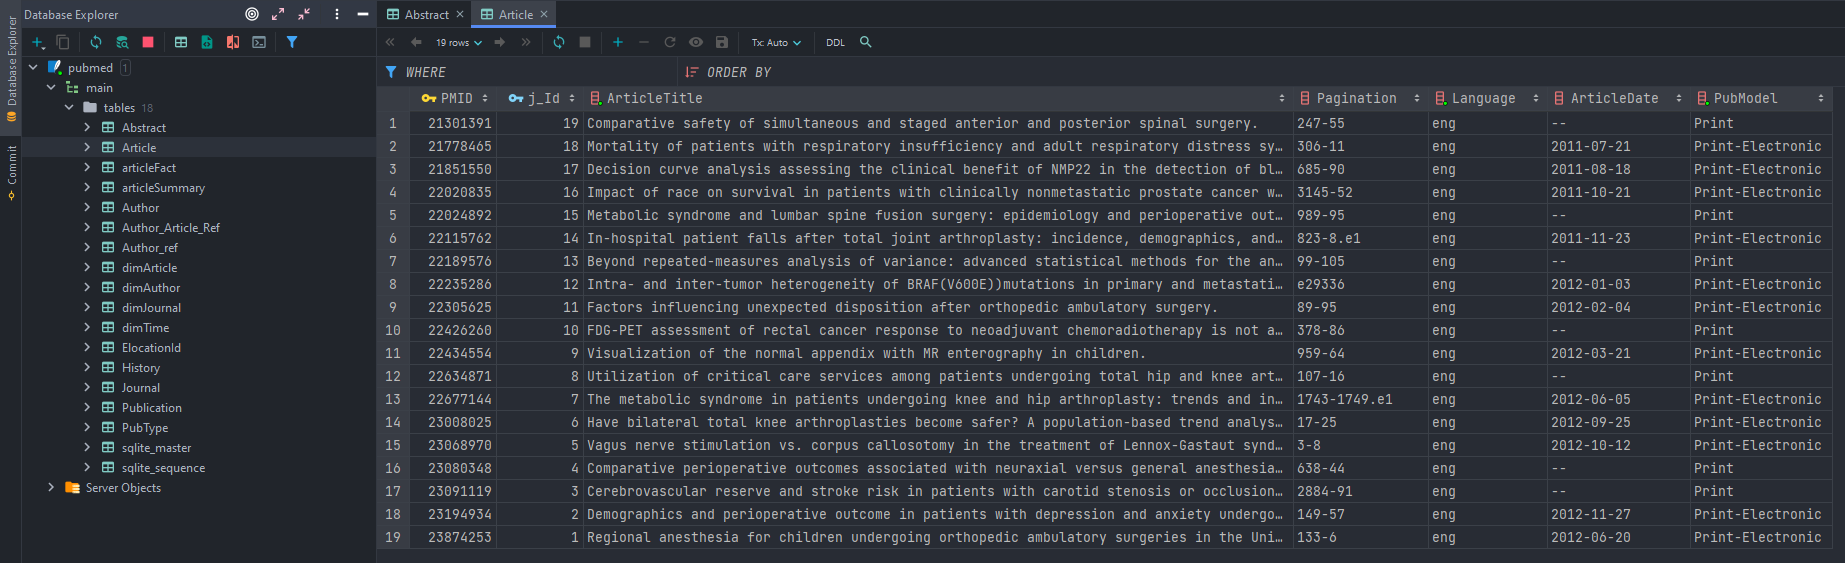 Database Explorer
Commit
Database Explorer
pubmed 1
main
tables 18
Abstract
Article
articleFact
articleSummary
Author
Author_Article_Ref
Author_ref
dimArticle
dimAuthor
dimJournal
dimTime
ElocationId
History
Journal
Publication
PubType
sqlite_master
sqlite_sequence
Server Objects
Abstract × Article ×
19 rows Tx: Auto DDL
WHERE ORDER BY
PMID j_Id ArticleTitle Pagination Language ArticleDate PubModel
1 21301391 19 Comparative safety of simultaneous and staged anterior and posterior spinal surgery. 247-55 eng -- Print
2 21778465 18 Mortality of patients with respiratory insufficiency and adult respiratory distress sy… 306-11 eng 2011-07-21 Print-Electronic
3 21851550 17 Decision curve analysis assessing the clinical benefit of NMP22 in the detection of bl… 685-90 eng 2011-08-18 Print-Electronic
4 22020835 16 Impact of race on survival in patients with clinically nonmetastatic prostate cancer w… 3145-52 eng 2011-10-21 Print-Electronic
5 22024892 15 Metabolic syndrome and lumbar spine fusion surgery: epidemiology and perioperative out… 989-95 eng -- Print
6 22115762 14 In-hospital patient falls after total joint arthroplasty: incidence, demographics, and… 823-8.e1 eng 2011-11-23 Print-Electronic
7 22189576 13 Beyond repeated-measures analysis of variance: advanced statistical methods for the an… 99-105 eng -- Print
8 22235286 12 Intra- and inter-tumor heterogeneity of BRAF(V600E))mutations in primary and metastati… e29336 eng 2012-01-03 Print-Electronic
9 22305625 11 Factors influencing unexpected disposition after orthopedic ambulatory surgery. 89-95 eng 2012-02-04 Print-Electronic
10 22426260 10 FDG-PET assessment of rectal cancer response to neoadjuvant chemoradiotherapy is not a… 378-86 eng -- Print
11 22434554 9 Visualization of the normal appendix with MR enterography in children. 959-64 eng 2012-03-21 Print-Electronic
12 22634871 8 Utilization of critical care services among patients undergoing total hip and knee art… 107-16 eng -- Print
13 22677144 7 The metabolic syndrome in patients undergoing knee and hip arthroplasty: trends and in… 1743-1749.e1 eng 2012-06-05 Print-Electronic
14 23008025 6 Have bilateral total knee arthroplasties become safer? A population-based trend analys… 17-25 eng 2012-09-25 Print-Electronic
15 23068970 5 Vagus nerve stimulation vs. corpus callosotomy in the treatment of Lennox-Gastaut synd… 3-8 eng 2012-10-12 Print-Electronic
16 23080348 4 Comparative perioperative outcomes associated with neuraxial versus general anesthesia… 638-44 eng -- Print
17 23091119 3 Cerebrovascular reserve and stroke risk in patients with carotid stenosis or occlusion… 2884-91 eng -- Print
18 23194934 2 Demographics and perioperative outcome in patients with depression and anxiety undergo… 149-57 eng 2012-11-27 Print-Electronic
19 23874253 1 Regional anesthesia for children undergoing orthopedic ambulatory surgeries in the Uni… 133-6 eng 2012-06-20 Print-Electronic